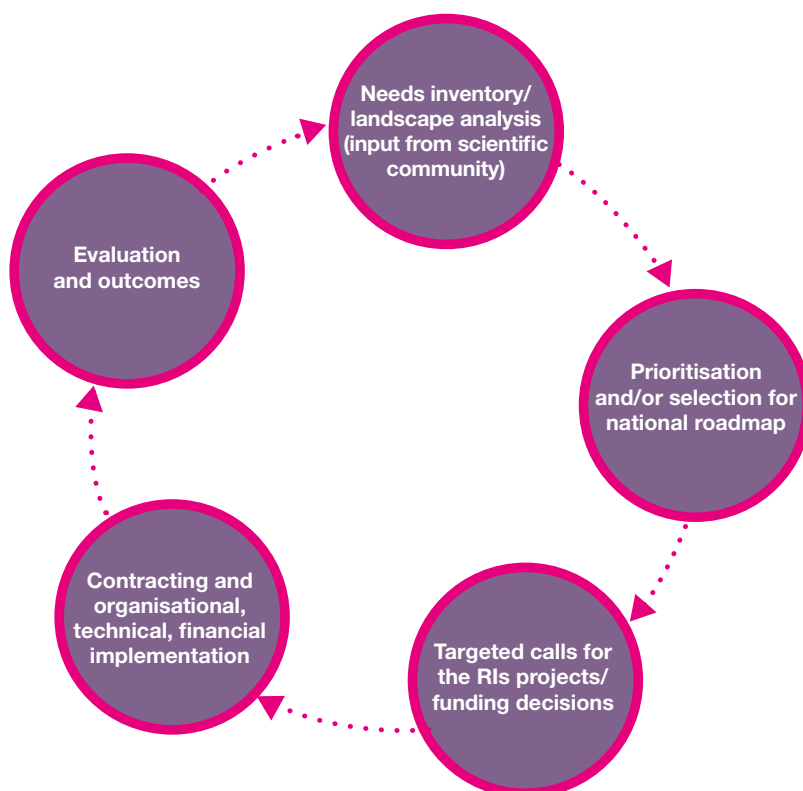 Needs inventory/
landscape analysis
(input from scientific
community)
Prioritisation
and/or selection for
national roadmap
Targeted calls for
the RIs projects/
funding decisions
Contracting and
organisational,
technical, financial
implementation
Evaluation
and outcomes